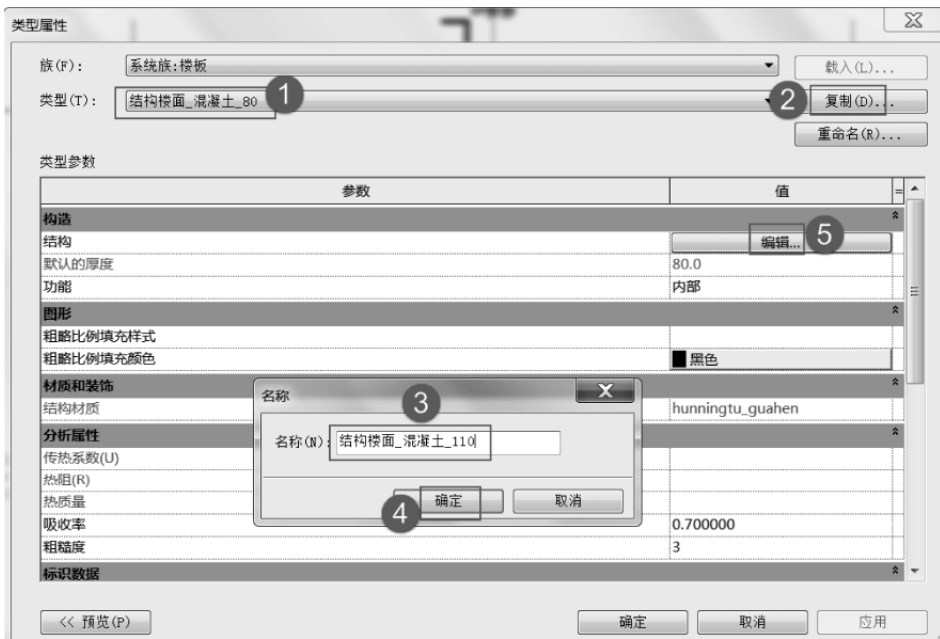 类型属性
族(F): 系统族:楼板 载入(L)...
类型(T): 结构楼面_混凝土_80 1 2 复制(D)...
重命名(R)...
类型参数
参数 值 =
构造
结构 编辑... 5
默认的厚度 80.0
功能 内部
图形
粗略比例填充样式
粗略比例填充颜色 黑色
材质和装饰
结构材质 hunningtu_guahen
分析属性
传热系数(U)
热阻(R)
热质量
吸收率 0.700000
粗糙度 3
标识数据
名称 3
名称(N): 结构楼面_混凝土_110
4 确定 取消
<< 预览(P) 确定 取消 应用